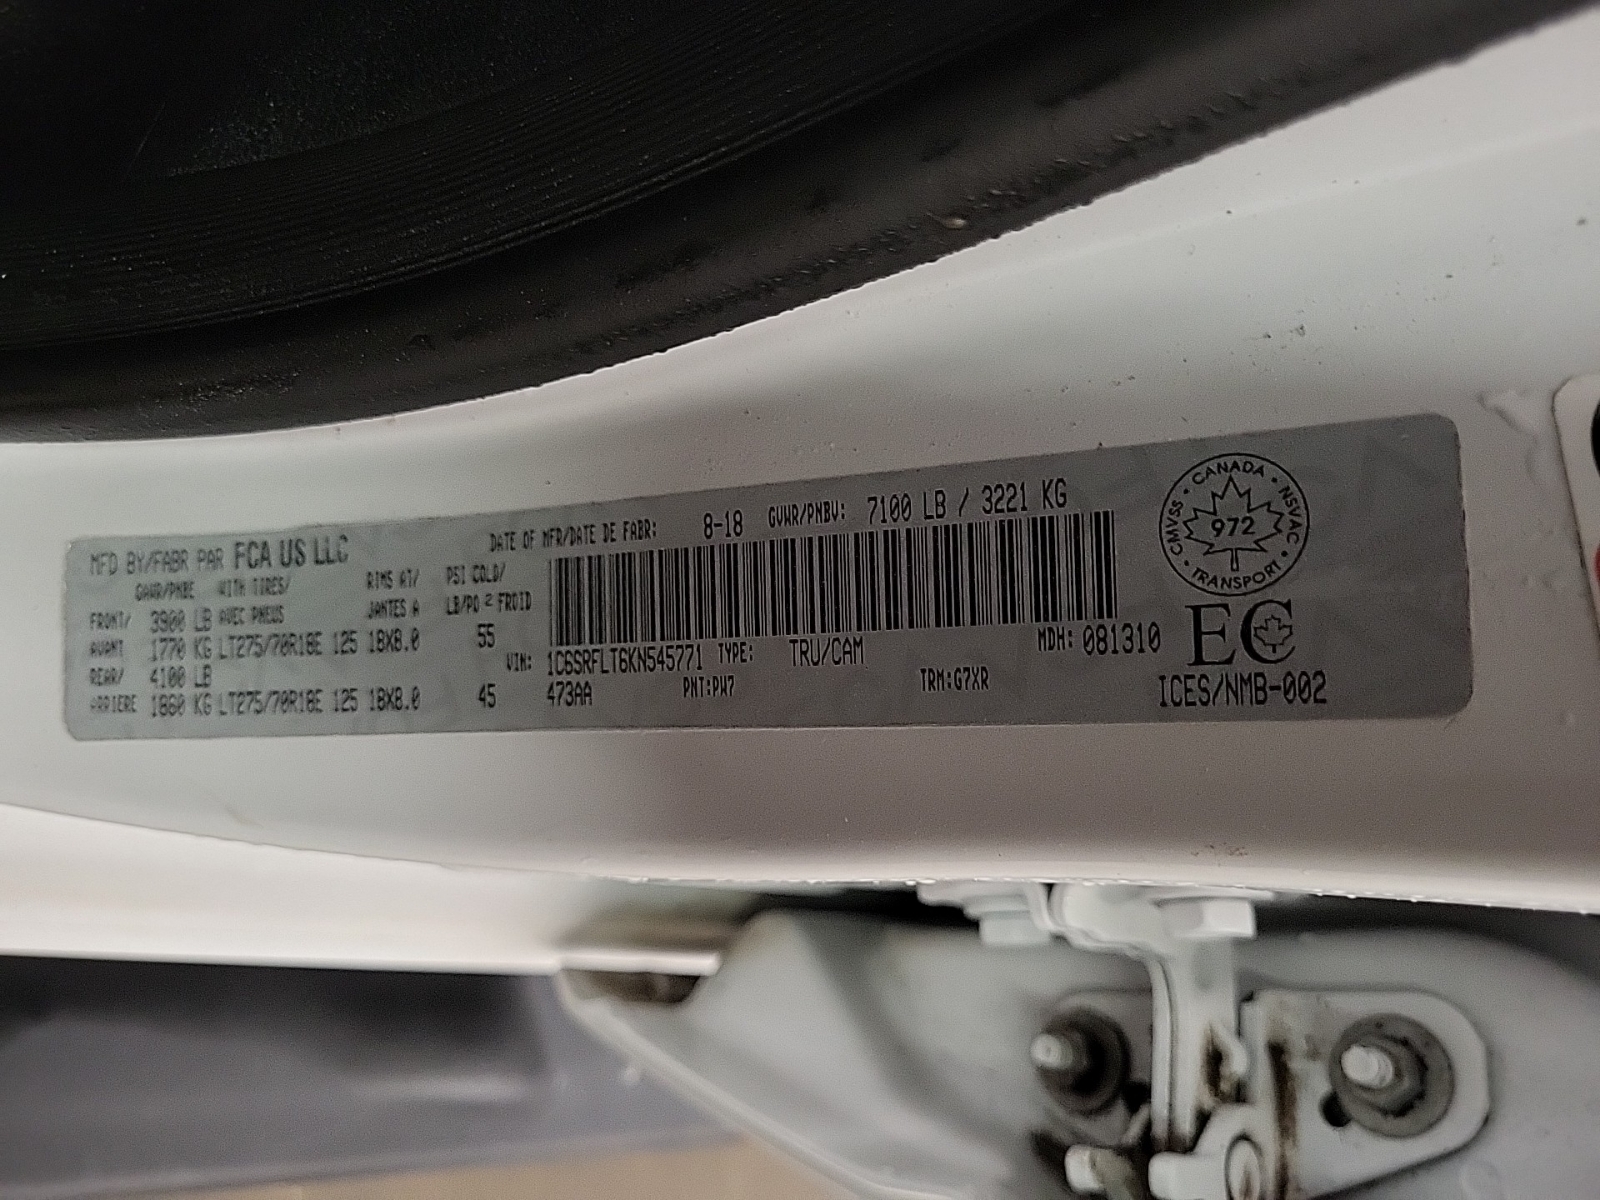 MFD BY/FABR PAR FCA US LLC
DATE OF MFR/DATE DE FABR: 8-18 GVWR/PNBV: 7100 LB / 3221 KG
GAWR/PNBE WITH TIRES/ RIMS AT/ PSI COLD/
FRONT/ 3900 LB AVEC PNEUS JANTES A LB/PO 2 FROID
AVANT 1770 KG LT275/70R18E 125 18X8.0 55
REAR/ 4100 LB
ARRIERE 1860 KG LT275/70R18E 125 18X8.0 45
VIN: 1C6SRFLT6KN545771 TYPE: TRU/CAM MDH: 081310
473AA PNT:PW7 TRM:G7XR
CANADA
CMVSS
NSVAC
972
TRANSPORT
EC
ICES/NMB-002